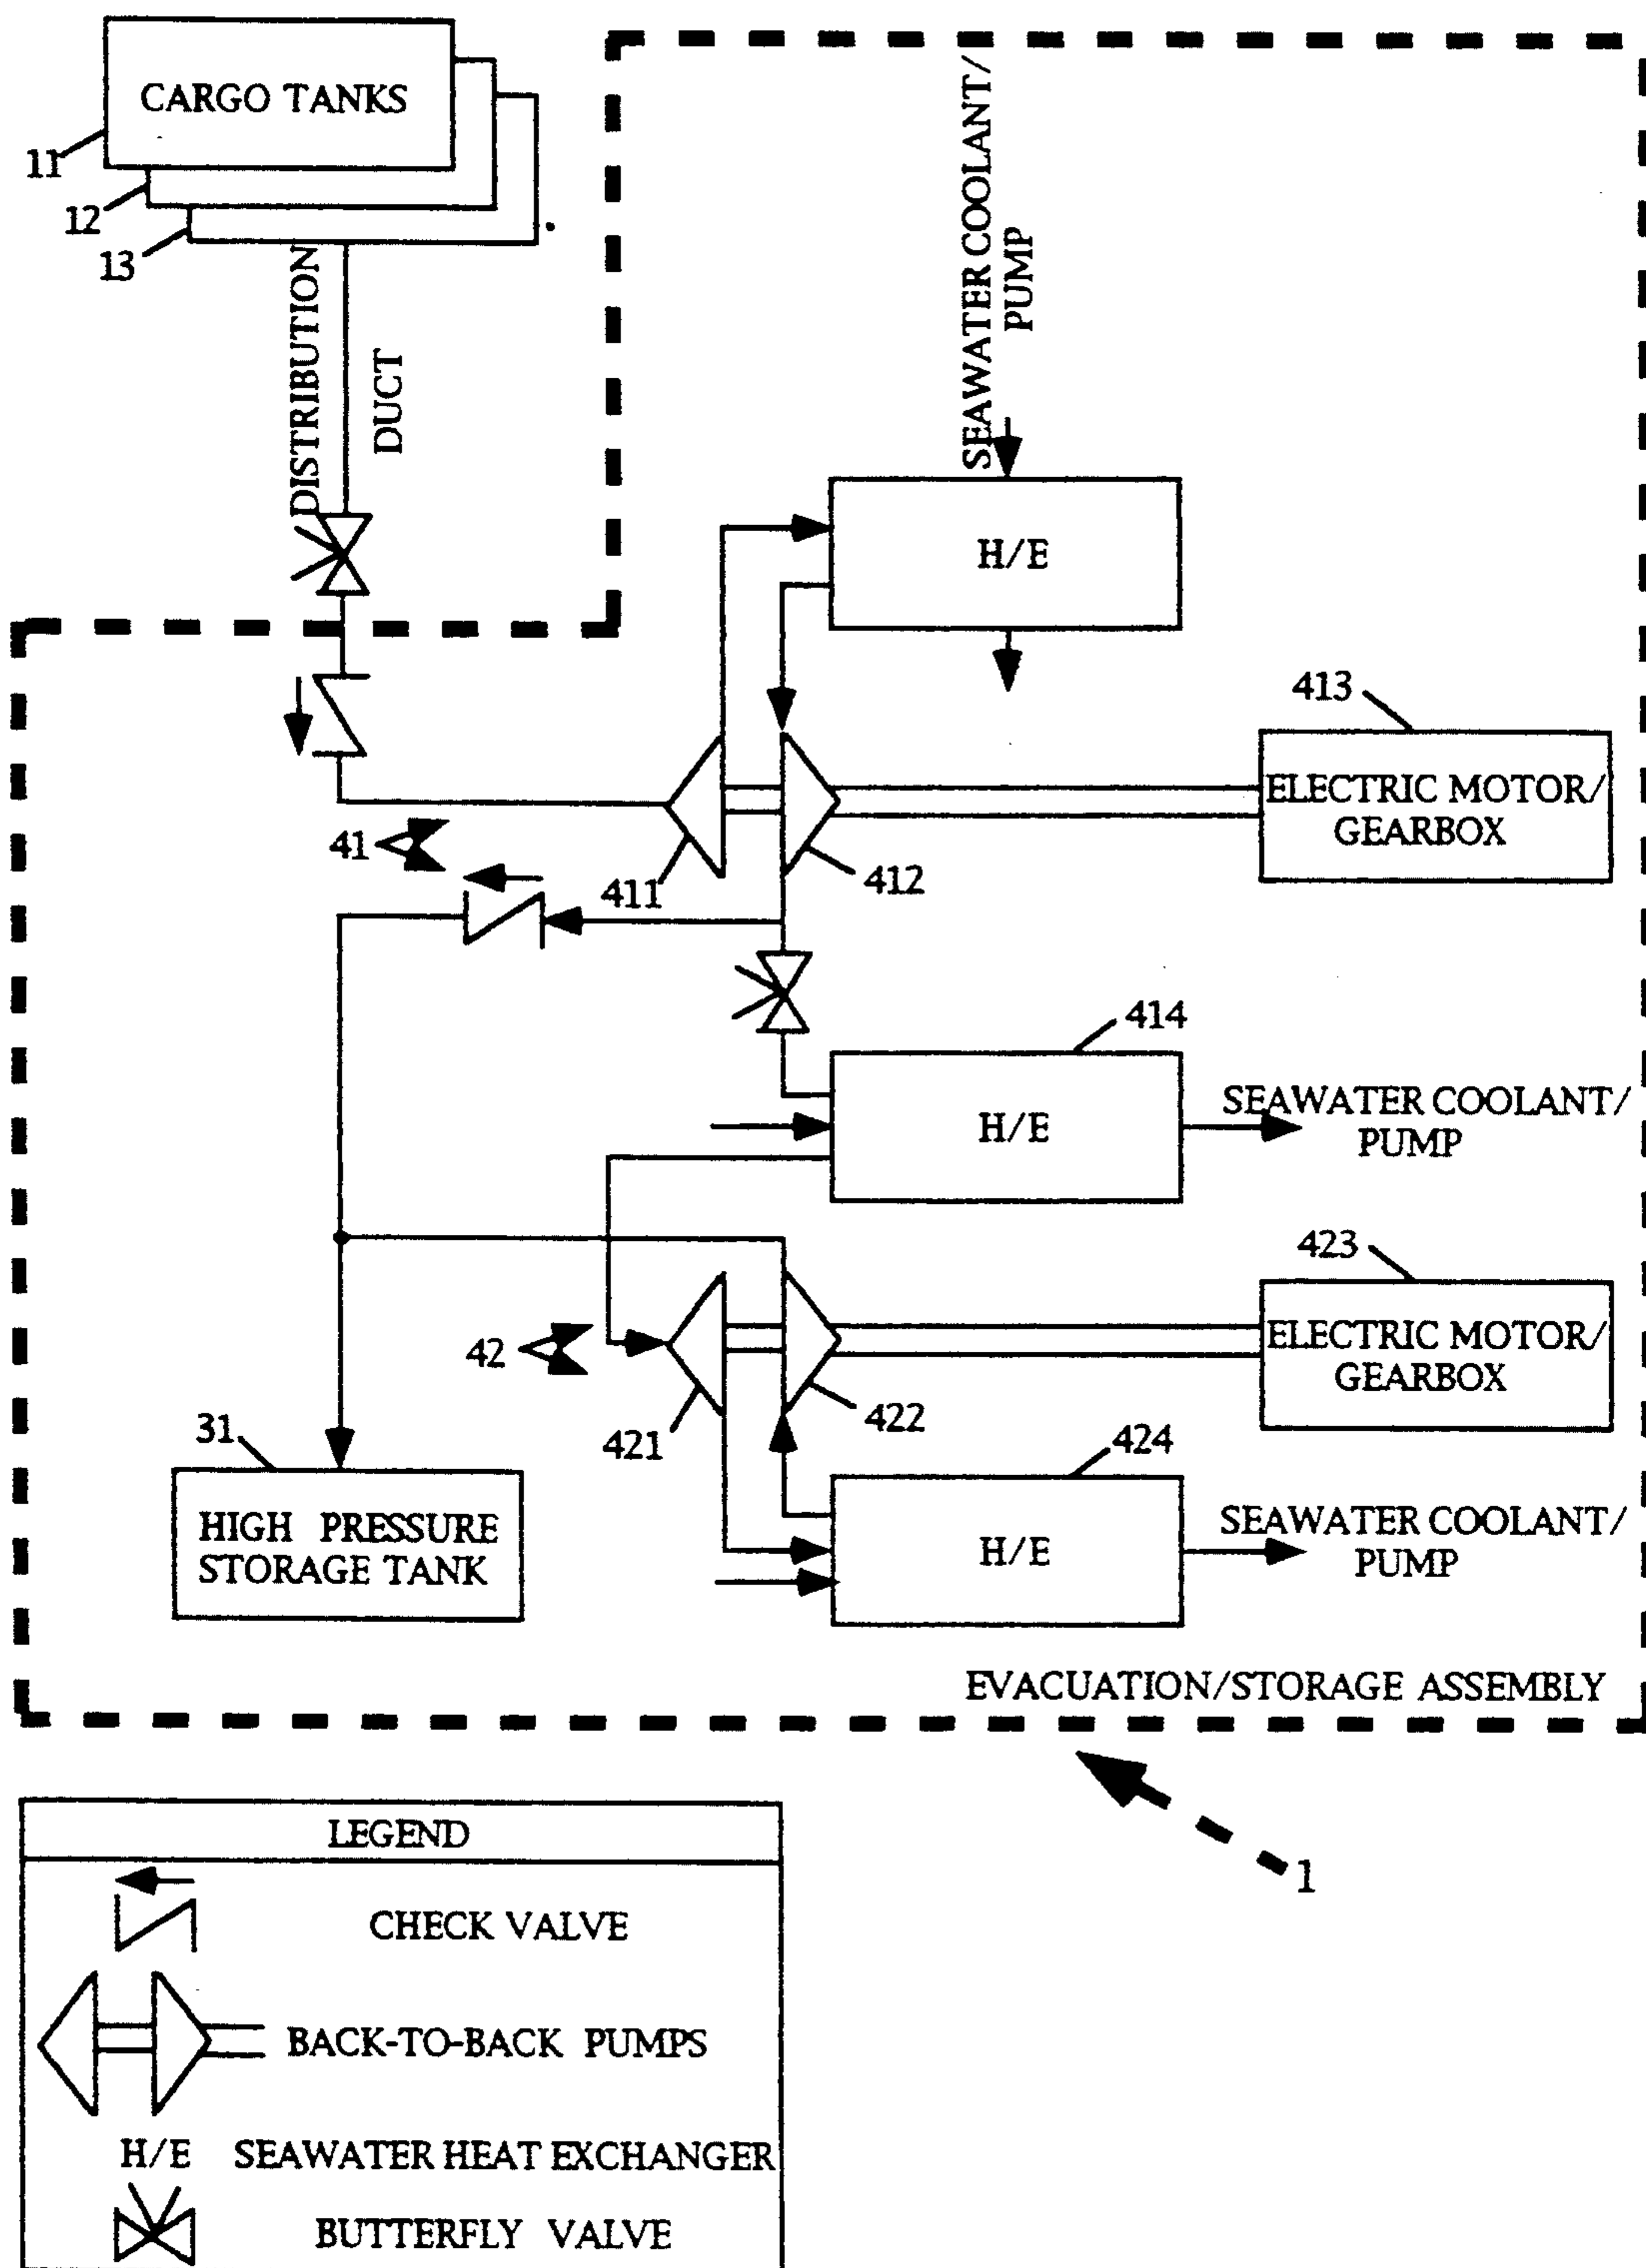 CARGO TANKS
11
12
13
DISTRIBUTION
DUCT
SEAWATER COOLANT/
PUMP
H/E
413
ELECTRIC MOTOR/
GEARBOX
41
411
412
414
H/E
SEAWATER COOLANT/
PUMP
423
ELECTRIC MOTOR/
GEARBOX
42
421
422
424
31
HIGH PRESSURE
STORAGE TANK
H/E
SEAWATER COOLANT/
PUMP
EVACUATION/STORAGE ASSEMBLY
1
LEGEND
CHECK VALVE
BACK-TO-BACK PUMPS
H/E SEAWATER HEAT EXCHANGER
BUTTERFLY VALVE